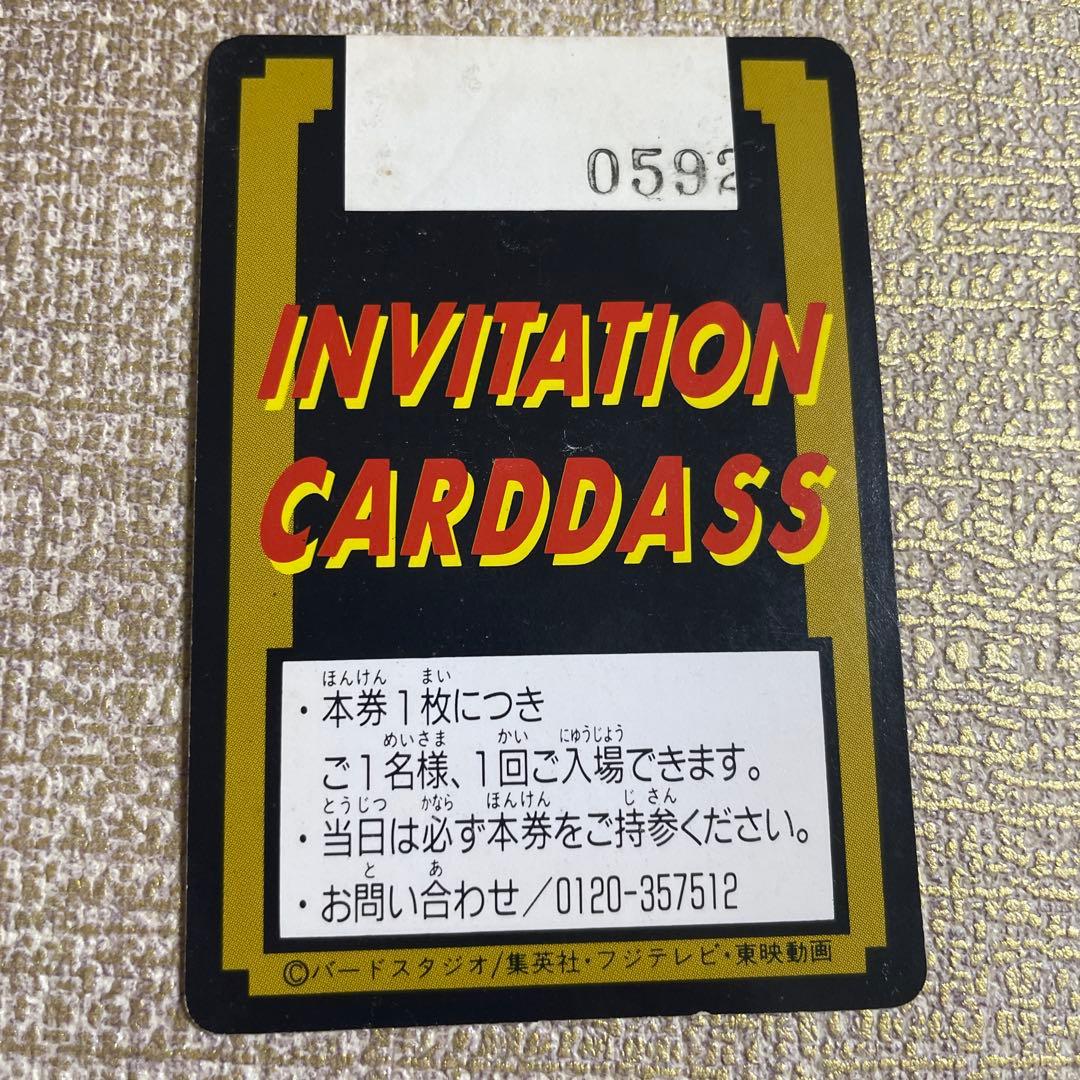 0592
INVITATION
CARDDASS
ほんけん まい
・本券1枚につき
めいさま かい にゅうじょう
ご1名様、1回ご入場できます。
とうじつ かなら ほんけん じさん
・当日は必ず本券をご持参ください。
と あ
・お問い合わせ/0120-357512
©バードスタジオ/集英社・フジテレビ・東映動画